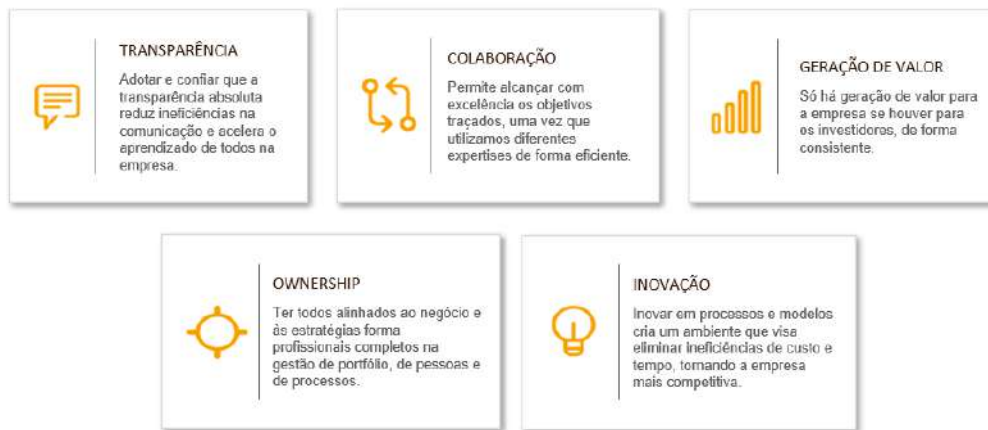 TRANSPARÊNCIA
Adotar e confiar que a
transparência absoluta
reduz ineficiências na
comunicação e acelera o
aprendizado de todos na
empresa.
COLABORAÇÃO
Permite alcançar com
excelência os objetivos
traçados, uma vez que
utilizamos diferentes
expertises de forma eficiente.
GERAÇÃO DE VALOR
Só há geração de valor para
a empresa se houver para
os investidores, de forma
consistente.
OWNERSHIP
Ter todos alinhados ao negócio e
às estratégias forma
profissionais completos na
gestão de portfólio, de pessoas e
de processos.
INOVAÇÃO
Inovar em processos e modelos
cria um ambiente que visa
eliminar ineficiências de custo e
tempo, tornando a empresa
mais competitiva.